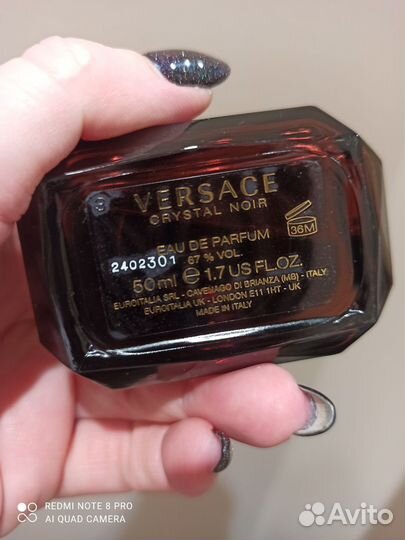 VERSACE
CRYSTAL NOIR
EAU DE PARFUM
36M
2402301 67 % VOL.
50ml e 1.7 US FL.OZ.
EUROITALIA SRL - CAVENAGO DI BRIANZA (MB) - ITALY
EUROITALIA UK - LONDON E11 1HT - UK
MADE IN ITALY
REDMI NOTE 8 PRO
AI QUAD CAMERA
Avito